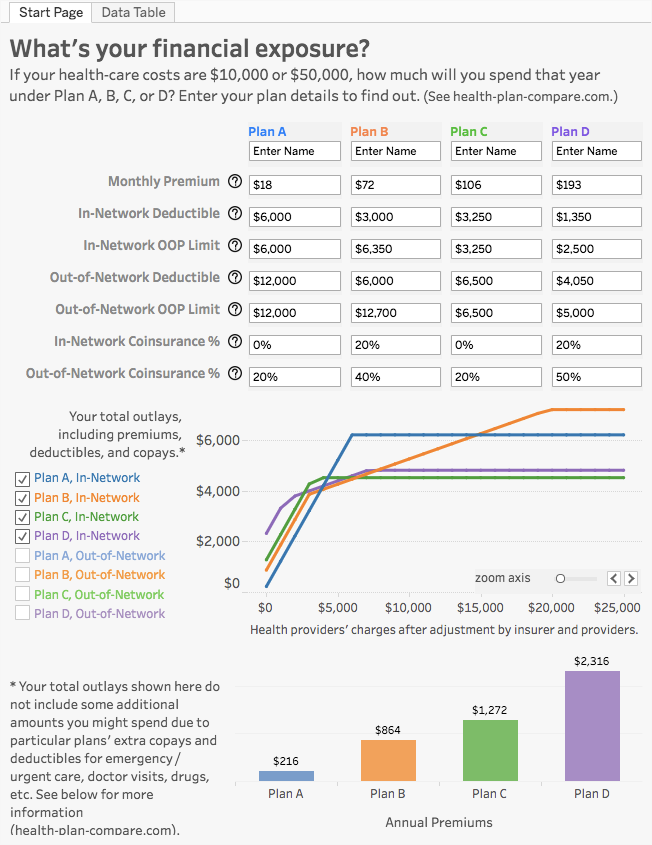 Start Page
Data Table
What's your financial exposure?
If your health-care costs are $10,000 or $50,000, how much will you spend that year
under Plan A, B, C, or D? Enter your plan details to find out. (See health-plan-compare.com.)
Plan A Plan B Plan C Plan D
Enter Name Enter Name Enter Name Enter Name
Monthly Premium ? $18 $72 $106 $193
In-Network Deductible ? $6,000 $3,000 $3,250 $1,350
In-Network OOP Limit ? $6,000 $6,350 $3,250 $2,500
Out-of-Network Deductible ? $12,000 $6,000 $6,500 $4,050
Out-of-Network OOP Limit ? $12,000 $12,700 $6,500 $5,000
In-Network Coinsurance % ? 0% 20% 0% 20%
Out-of-Network Coinsurance % ? 20% 40% 20% 50%
Your total outlays,
including premiums,
deductibles, and copays.*
Plan A, In-Network
Plan B, In-Network
Plan C, In-Network
Plan D, In-Network
Plan A, Out-of-Network
Plan B, Out-of-Network
Plan C, Out-of-Network
Plan D, Out-of-Network
$6,000
$4,000
$2,000
$0
zoom axis
$0 $5,000 $10,000 $15,000 $20,000 $25,000
Health providers' charges after adjustment by insurer and providers.
* Your total outlays shown here do
not include some additional
amounts you might spend due to
particular plans' extra copays and
deductibles for emergency/
urgent care, doctor visits, drugs,
etc. See below for more
information
(health-plan-compare.com).
$216 $864 $1,272 $2,316
Plan A Plan B Plan C Plan D
Annual Premiums